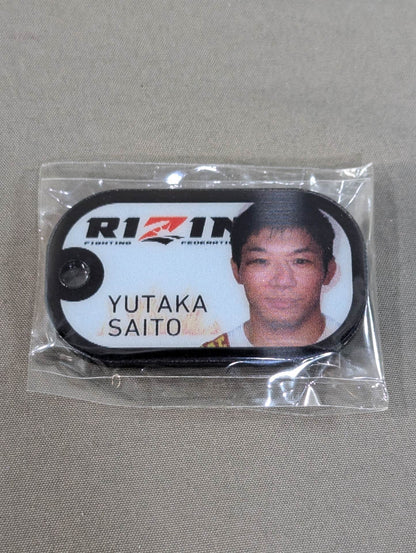 RIZIN
FIGHTING FEDERATION
YUTAKA
SAITO